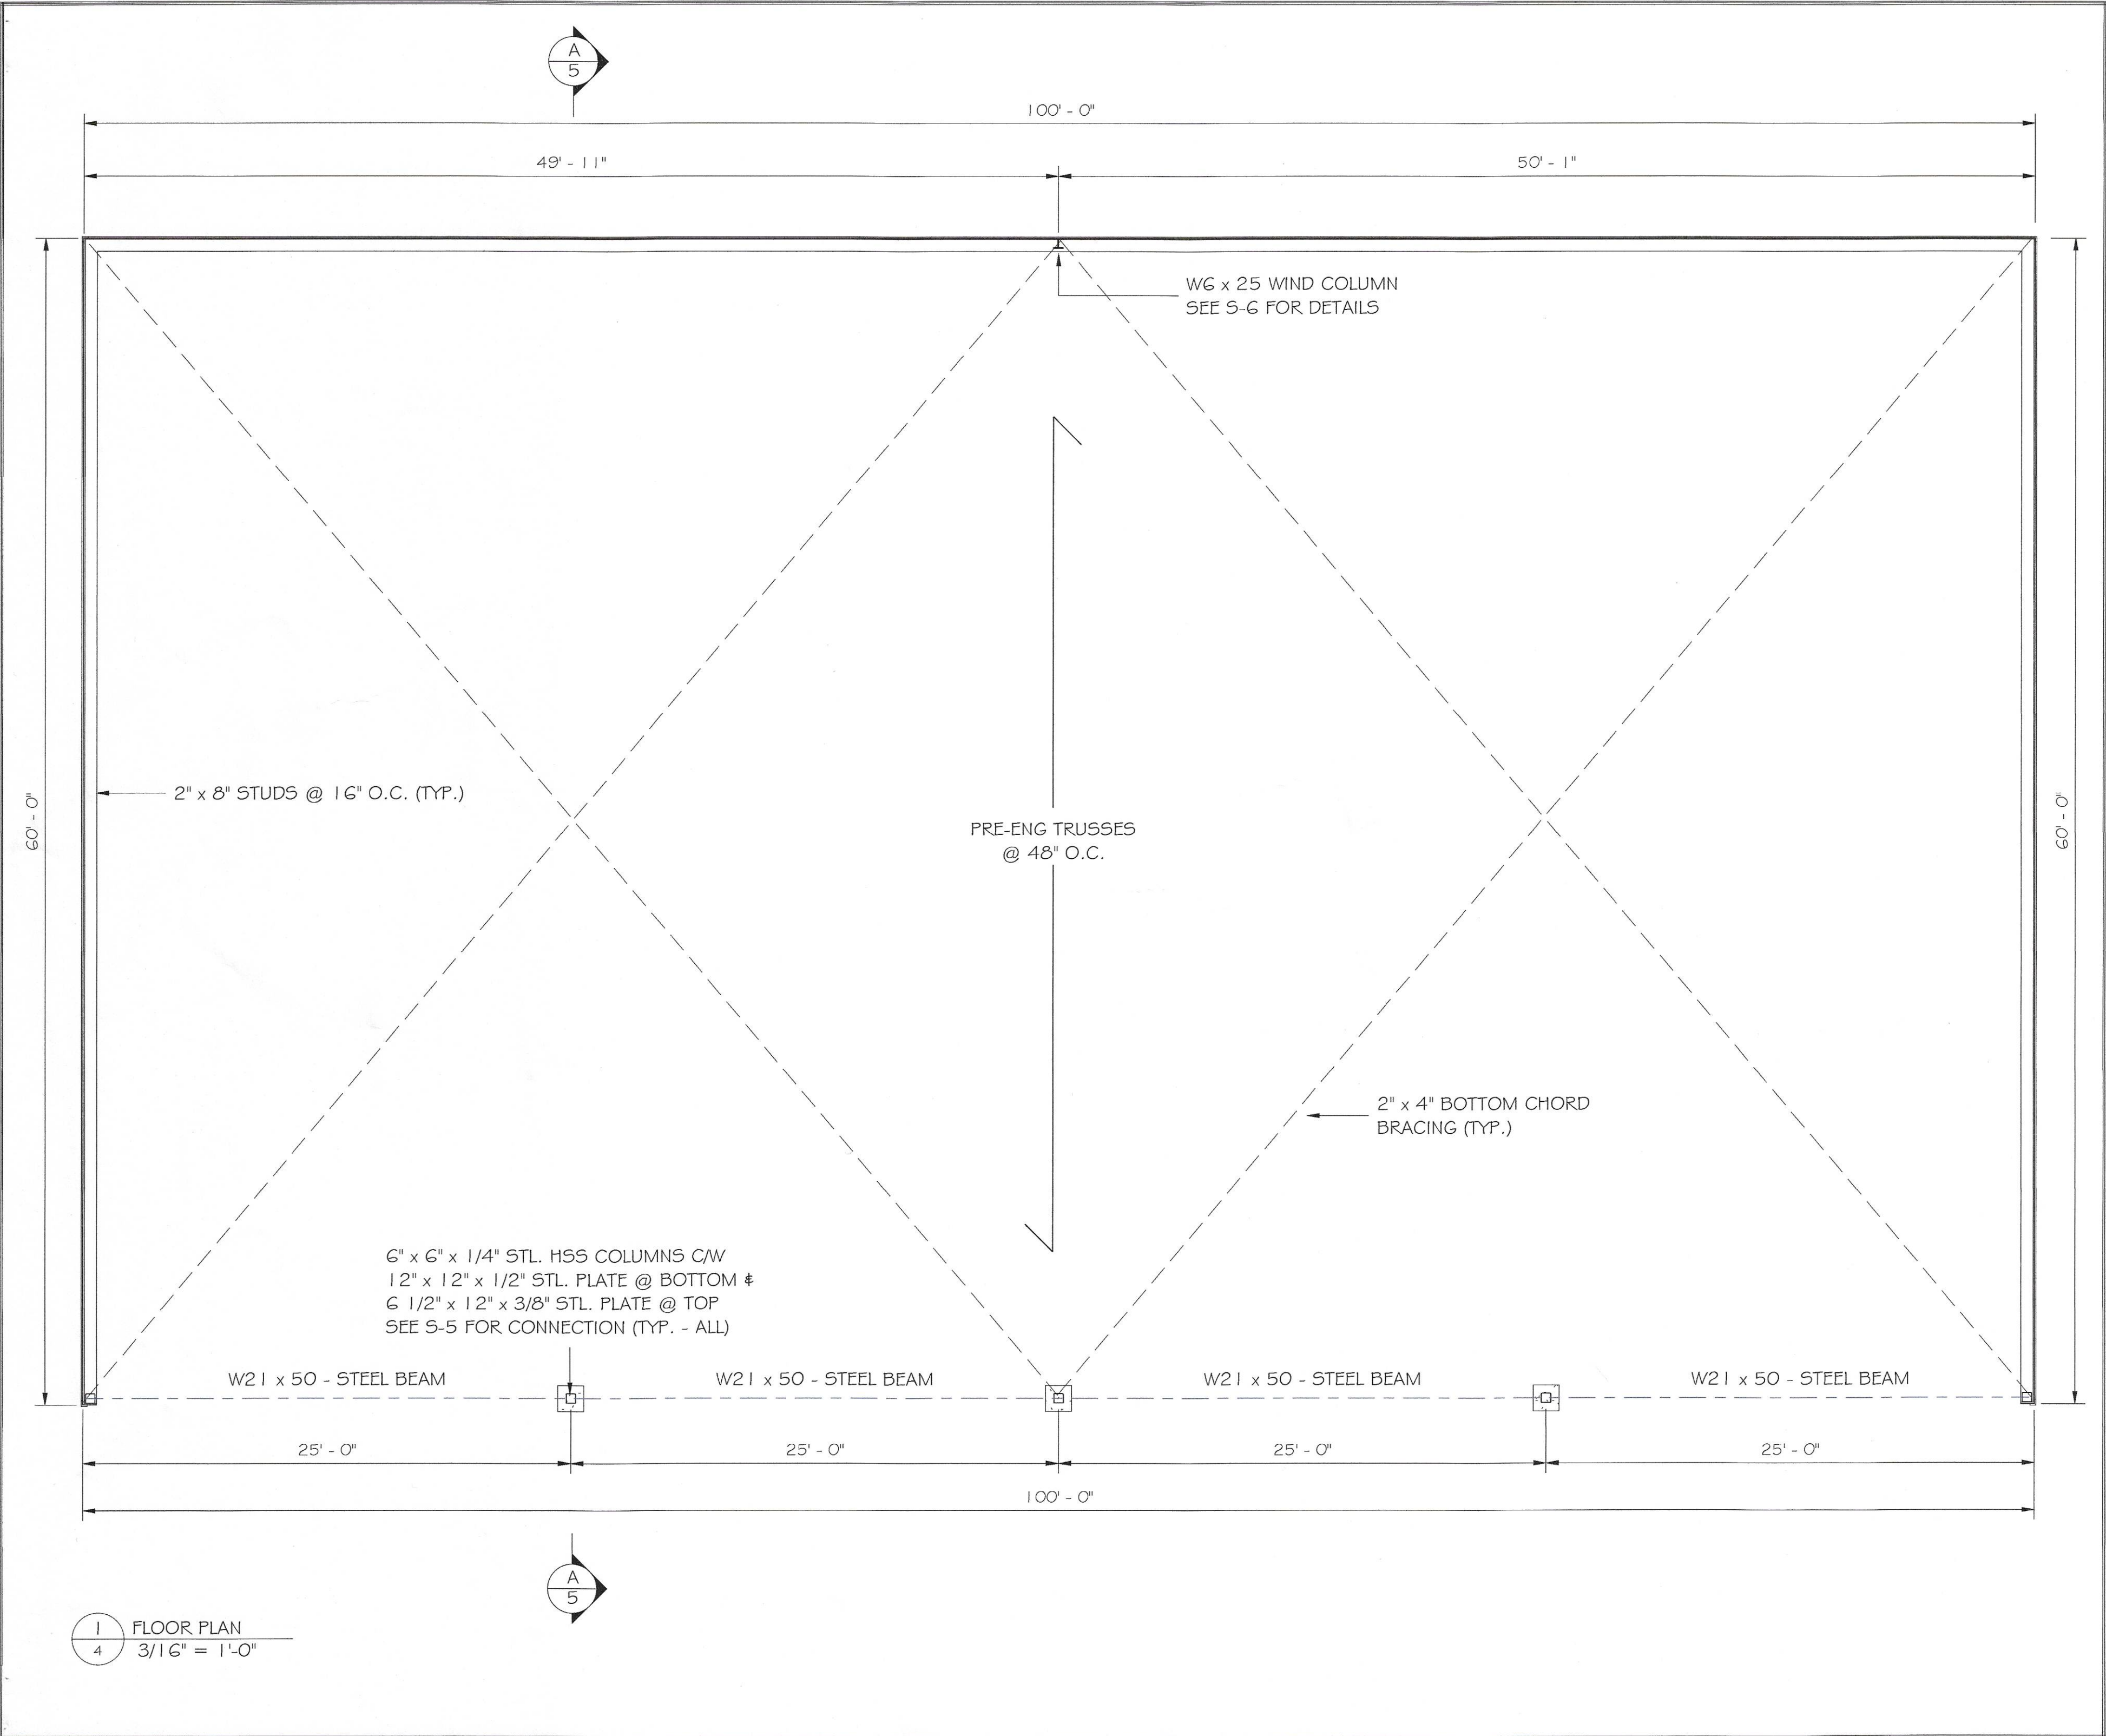 A
5
100' - 0"
49' - 11"
50' - 1"
W6 x 25 WIND COLUMN
SEE S-6 FOR DETAILS
60' - 0"
2" x 8" STUDS @ 16" O.C. (TYP.)
PRE-ENG TRUSSES
@ 48" O.C.
60' - 0"
2" x 4" BOTTOM CHORD
BRACING (TYP.)
6" x 6" x 1/4" STL. HSS COLUMNS C/W
12" x 12" x 1/2" STL. PLATE @ BOTTOM &
6 1/2" x 12" x 3/8" STL. PLATE @ TOP
SEE S-5 FOR CONNECTION (TYP. - ALL)
W21 x 50 - STEEL BEAM
W21 x 50 - STEEL BEAM
W21 x 50 - STEEL BEAM
W21 x 50 - STEEL BEAM
25' - 0"
25' - 0"
25' - 0"
25' - 0"
100' - 0"
A
5
1
4
FLOOR PLAN
3/16" = 1'-0"